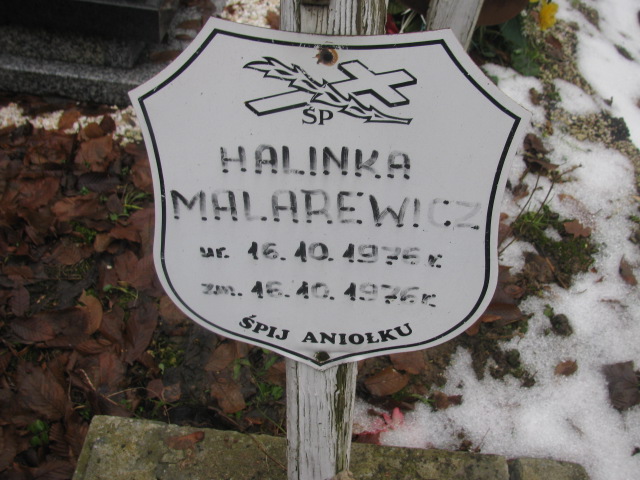 ŚP
HALINKA
MALAREWICZ
ur. 16.10.1976 r.
zm. 16.10.1976 r.
ŚPIJ ANIOŁKU